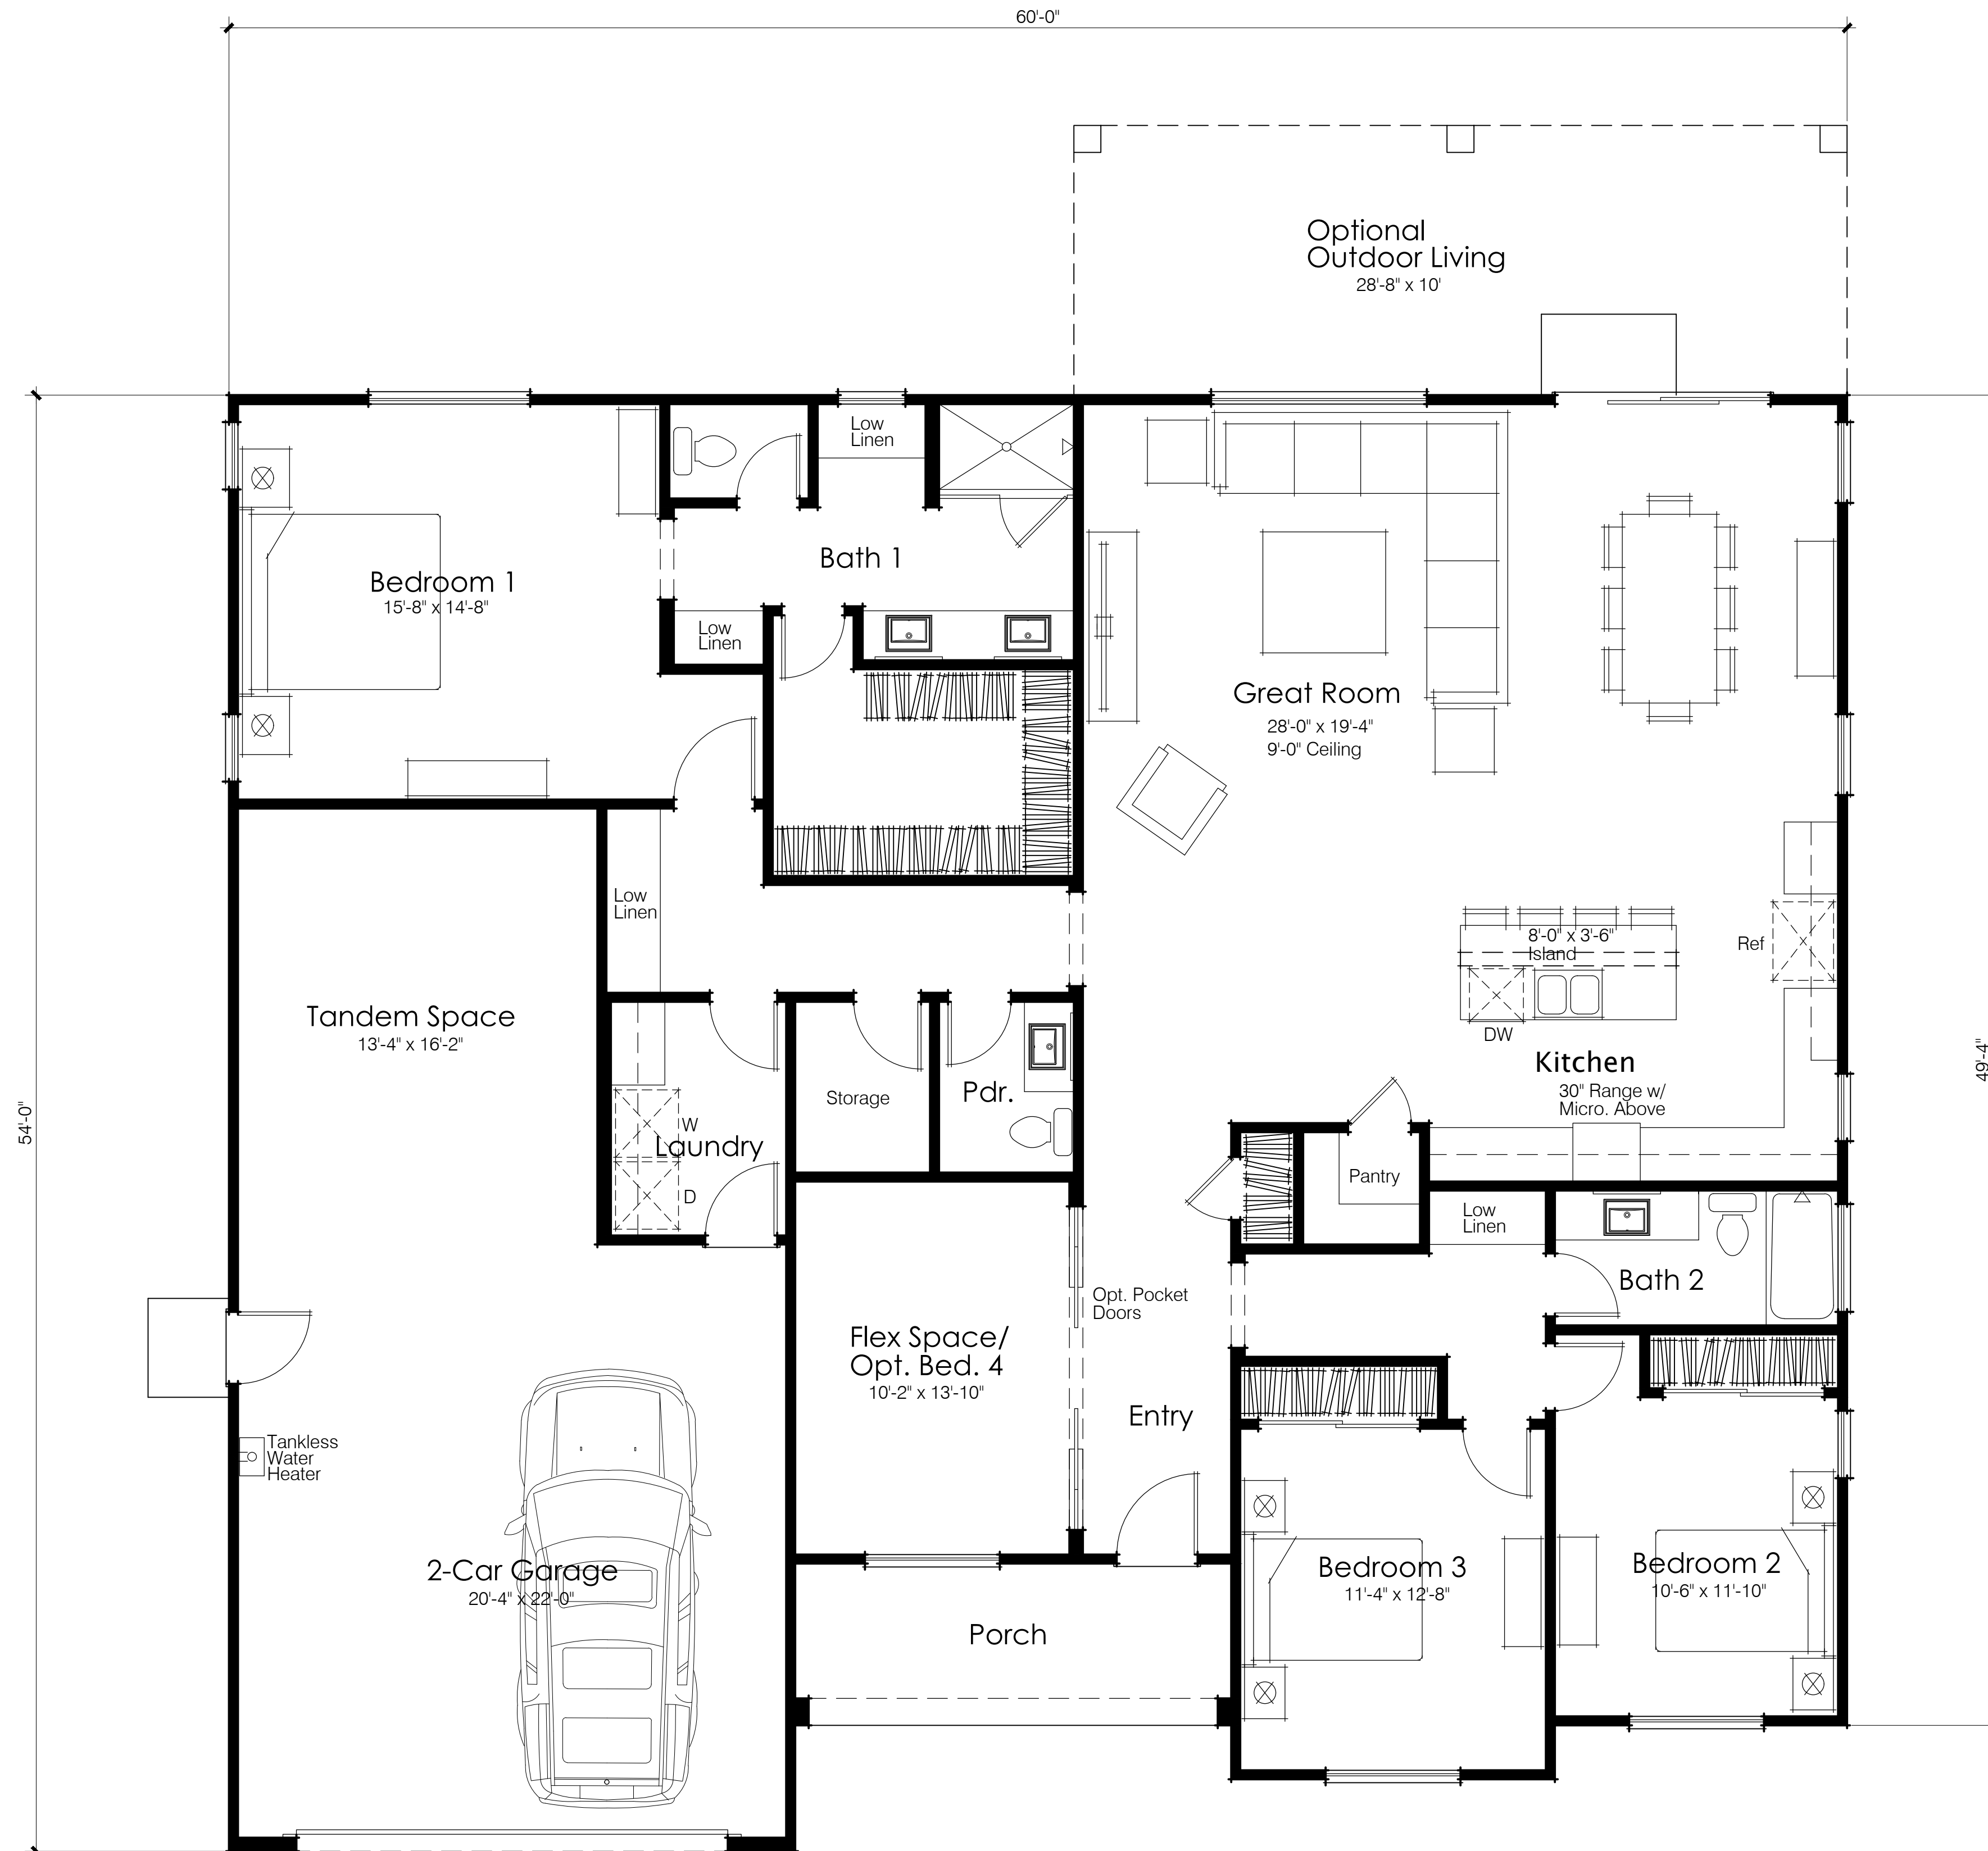 60'-0"
Optional
Outdoor Living
28'-8" x 10'
Low
Linen
Bath 1
Bedroom 1
15'-8" x 14'-8"
Low
Linen
Great Room
28'-0" x 19'-4"
9'-0" Ceiling
Low
Linen
8'-0" x 3'-6"
Island
Ref
DW
Kitchen
30" Range w/
Micro. Above
Tandem Space
13'-4" x 16'-2"
54'-0"
49'-4"
W
Laundry
D
Storage
Pdr.
Pantry
Low
Linen
Bath 2
Opt. Pocket
Doors
Flex Space/
Opt. Bed. 4
10'-2" x 13'-10"
Entry
Tankless
Water
Heater
2-Car Garage
20'-4" x 22'-0"
Bedroom 3
11'-4" x 12'-8"
Bedroom 2
10'-6" x 11'-10"
Porch